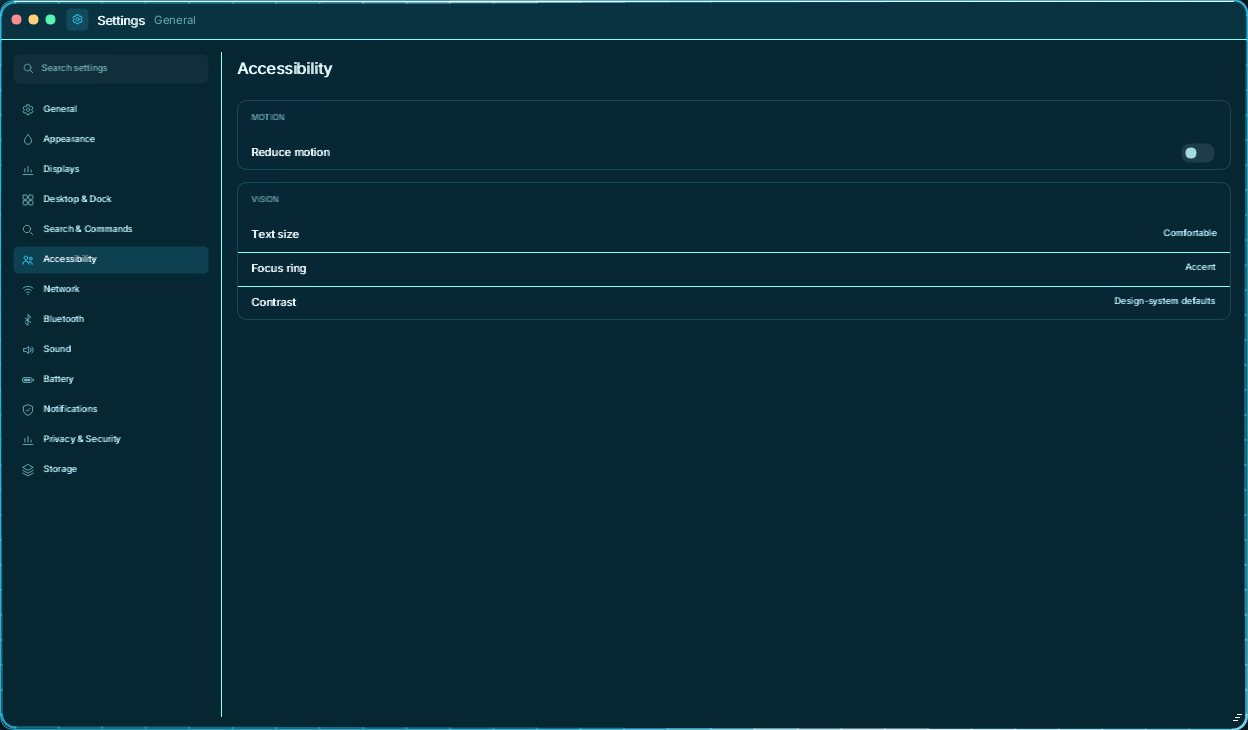 Settings General
Search settings
General
Appearance
Displays
Desktop & Dock
Search & Commands
Accessibility
Network
Bluetooth
Sound
Battery
Notifications
Privacy & Security
Storage
Accessibility
MOTION
Reduce motion
VISION
Text size Comfortable
Focus ring Accent
Contrast Design-system defaults